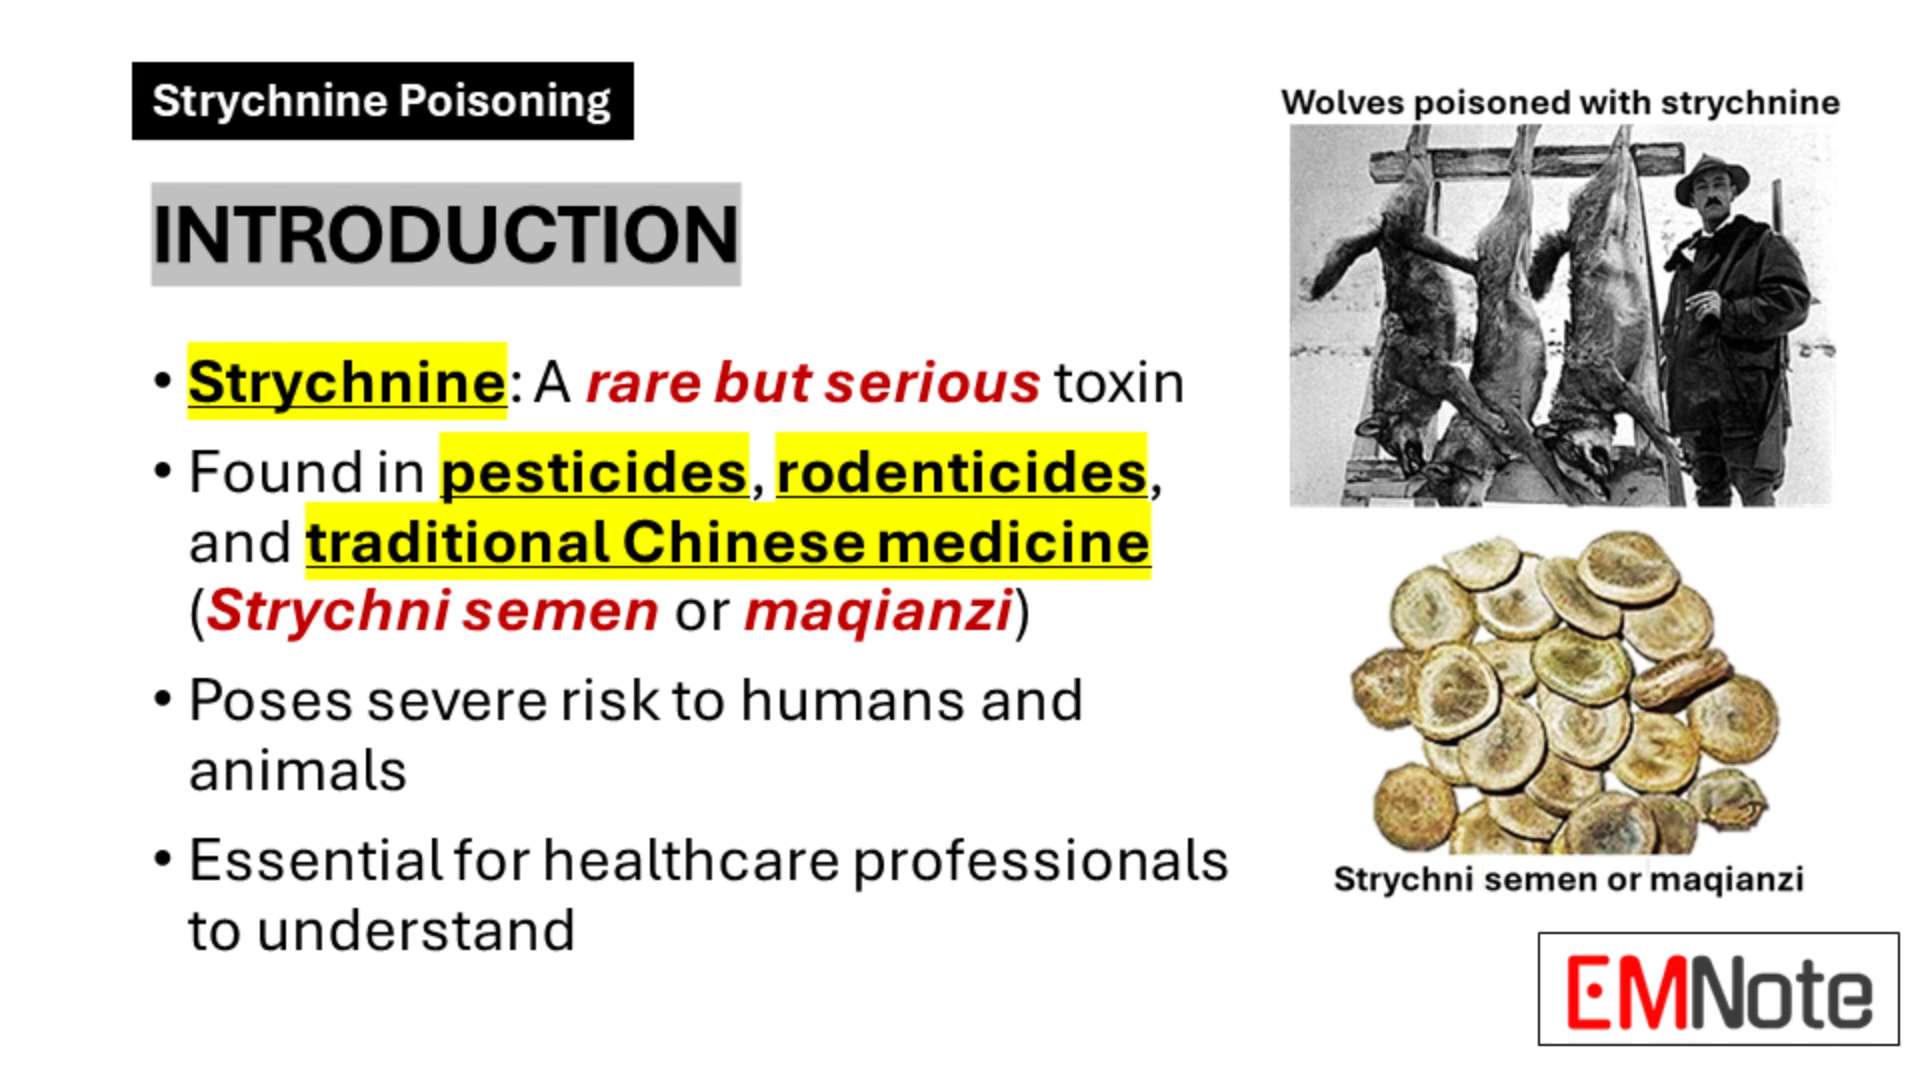 Strychnine Poisoning
INTRODUCTION
• Strychnine: A rare but serious toxin
• Found in pesticides, rodenticides,
and traditional Chinese medicine
(Strychni semen or maqianzi)
• Poses severe risk to humans and
animals
• Essential for healthcare professionals
to understand
Wolves poisoned with strychnine
Strychni semen or maqianzi
EMNote